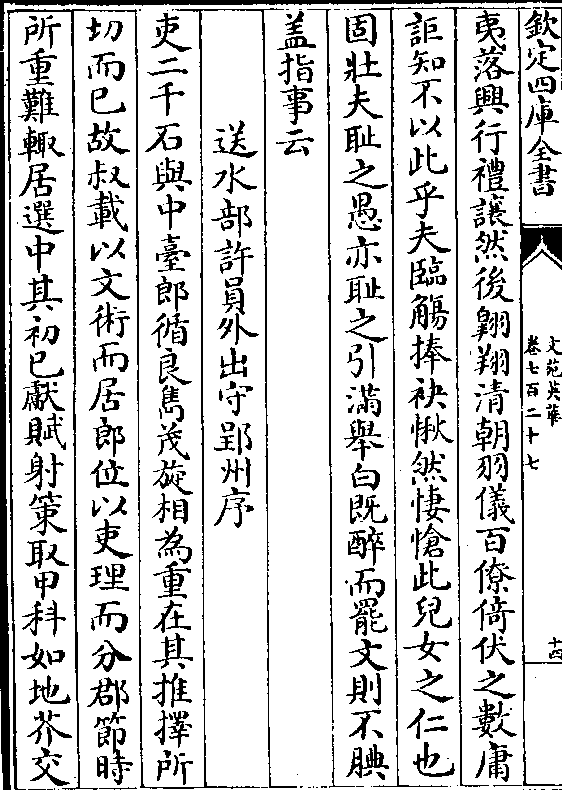 欽定四庫全書
文苑英華
卷七百二十七
十四
夷落興行禮讓然後翺翔清朝羽儀百僚倚伏之數庸
詎知不以此乎夫臨觴捧袂愀然悽愴此兒女之仁也
固壯夫耻之愚亦耻之引滿舉白既醉而罷文則不腆
盖指事云
送水部許員外出守郢州序
吏二千石與中臺郎循良雋茂旋相為重在其推擇所
切而已故叔載以文術而居郎位以吏理而分郡節時
所重難輙居選中其初已獻賦射策取甲科如地芥交